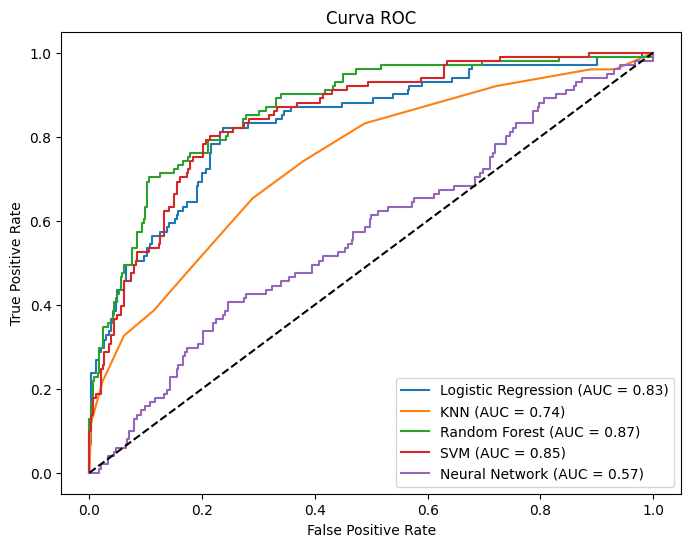 Curva ROC
True Positive Rate
1.0
0.8
0.6
0.4
0.2
0.0
0.0 0.2 0.4 0.6 0.8 1.0
False Positive Rate
Logistic Regression (AUC = 0.83)
KNN (AUC = 0.74)
Random Forest (AUC = 0.87)
SVM (AUC = 0.85)
Neural Network (AUC = 0.57)